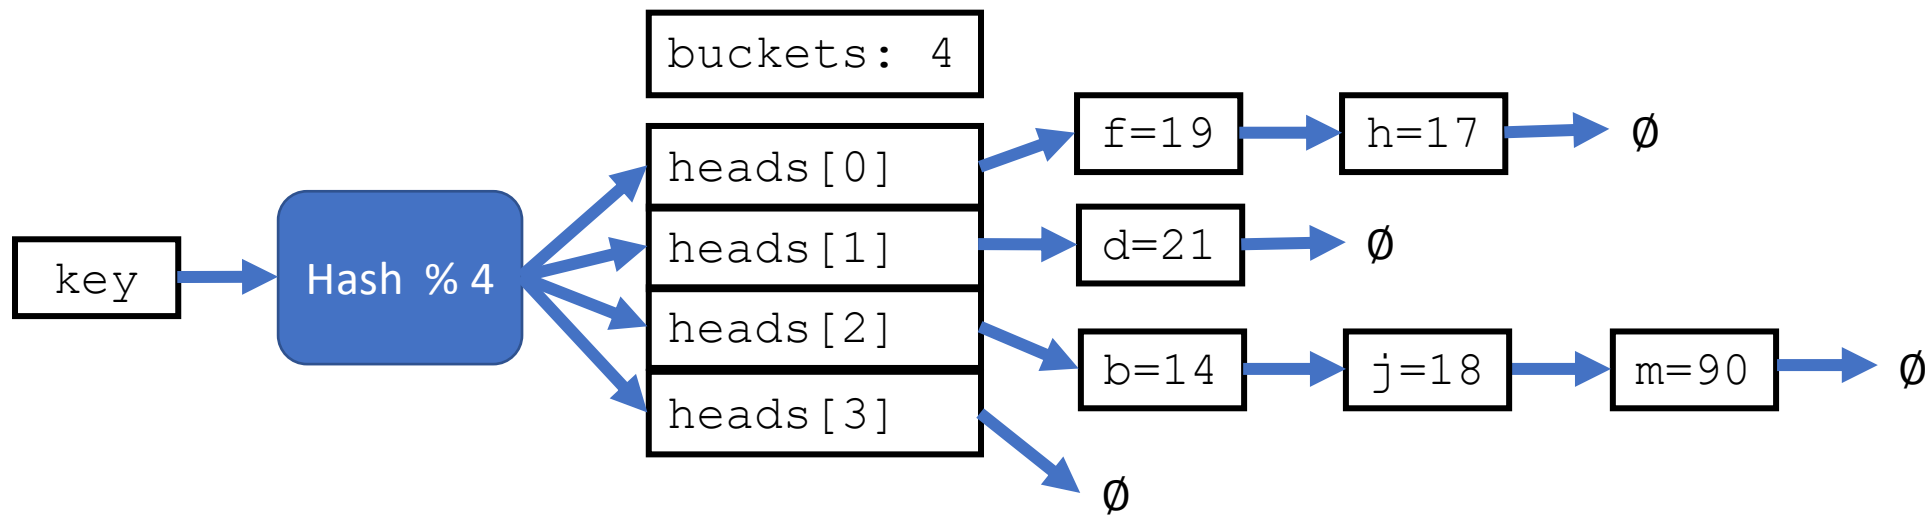 buckets: 4
heads[0]
f=19
h=17
Ø
heads[1]
d=21
Ø
key
Hash % 4
heads[2]
b=14
j=18
m=90
Ø
heads[3]
Ø